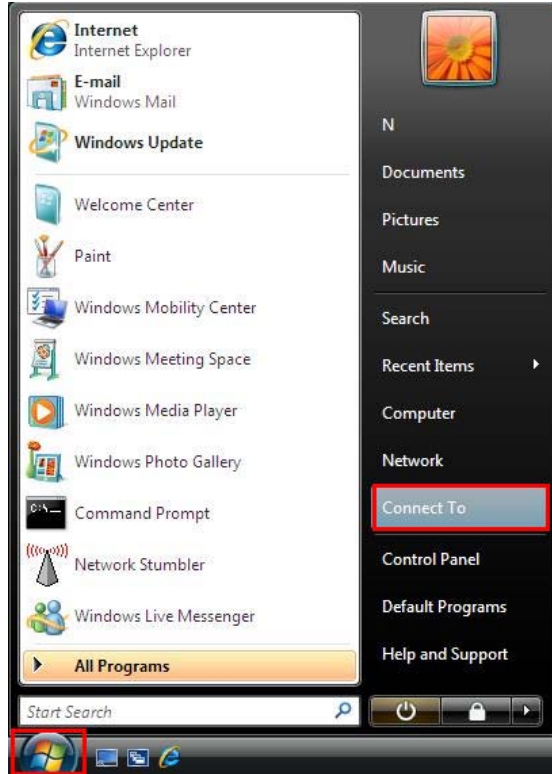 Internet
Internet Explorer
E-mail
Windows Mail
Windows Update
Welcome Center
Paint
Windows Mobility Center
Windows Meeting Space
Windows Media Player
Windows Photo Gallery
Command Prompt
Network Stumbler
Windows Live Messenger
All Programs
Start Search
N
Documents
Pictures
Music
Search
Recent Items
Computer
Network
Connect To
Control Panel
Default Programs
Help and Support